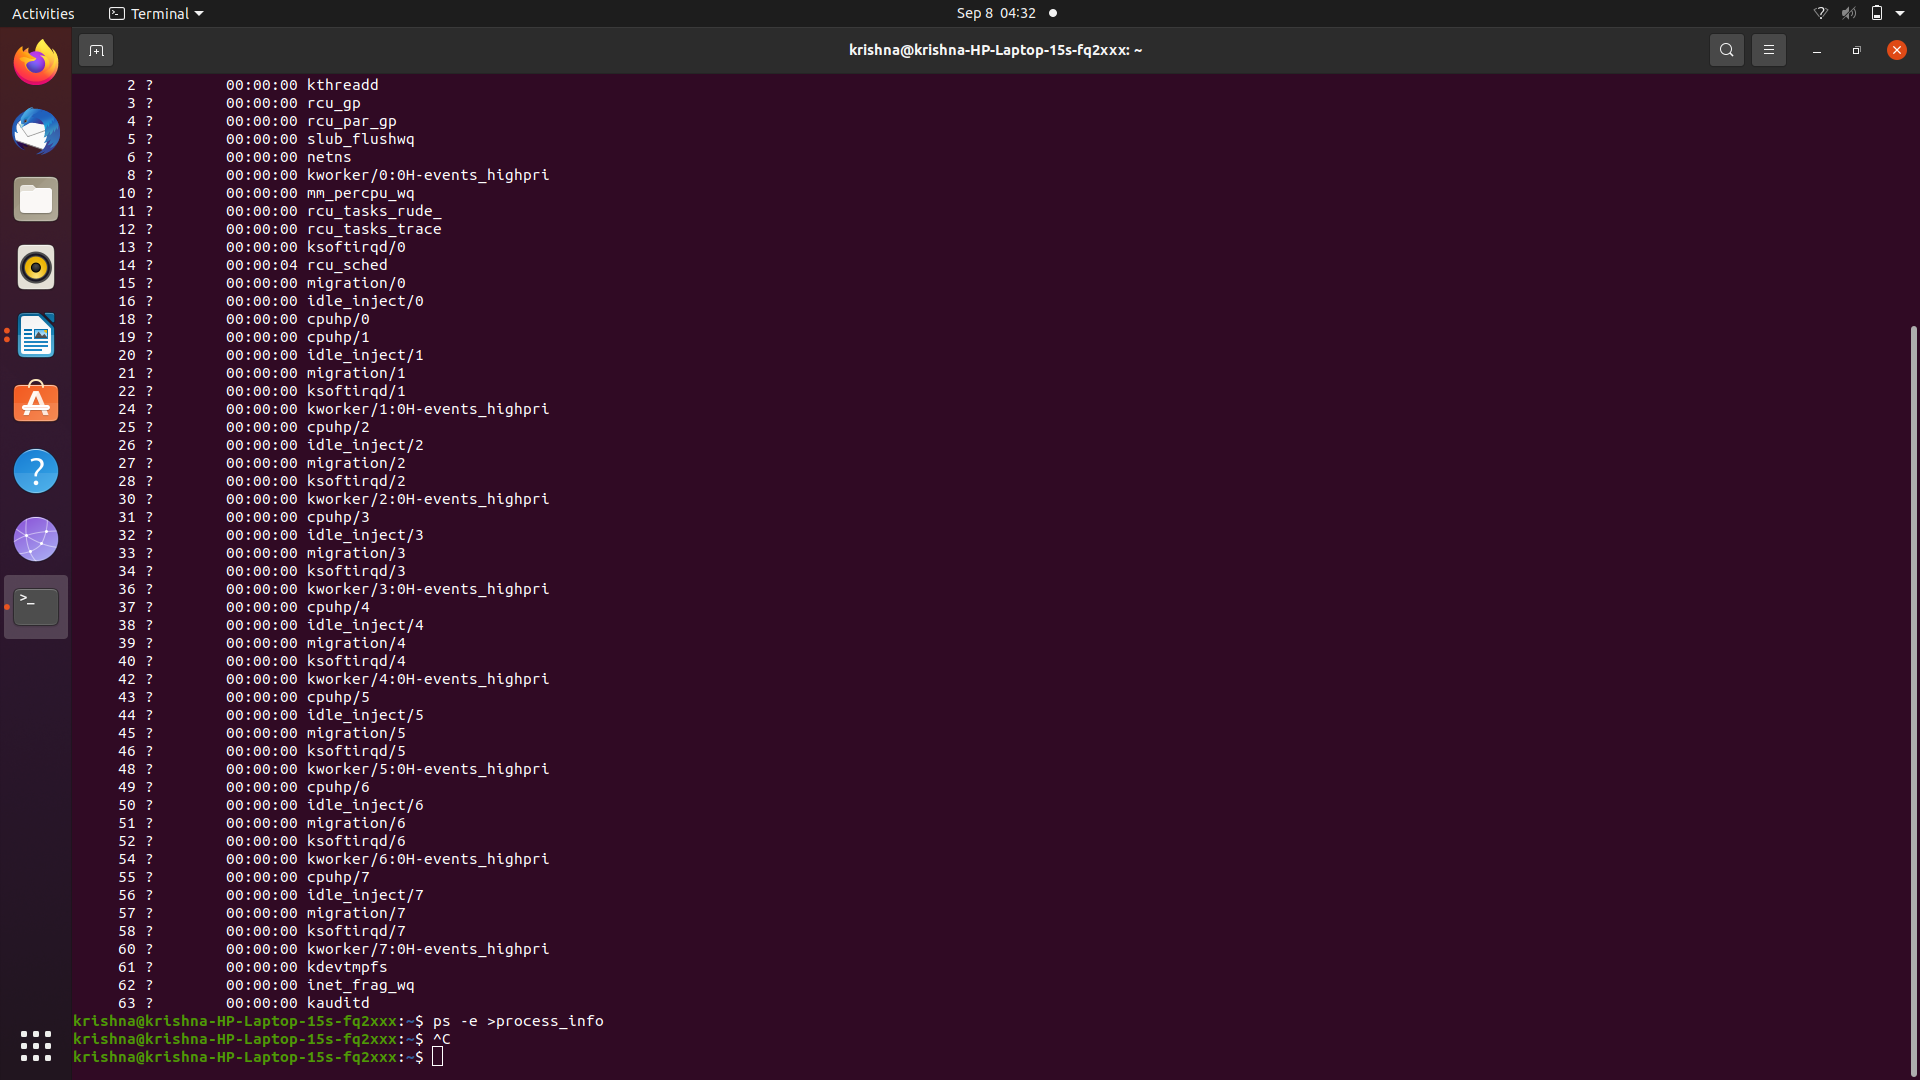 Activities
Terminal
Sep 8 04:32
krishna@krishna-HP-Laptop-15s-fq2xxx: ~
2 ? 00:00:00 kthreadd
3 ? 00:00:00 rcu_gp
4 ? 00:00:00 rcu_par_gp
5 ? 00:00:00 slub_flushwq
6 ? 00:00:00 netns
8 ? 00:00:00 kworker/0:0H-events_highpri
10 ? 00:00:00 mm_percpu_wq
11 ? 00:00:00 rcu_tasks_rude_
12 ? 00:00:00 rcu_tasks_trace
13 ? 00:00:00 ksoftirqd/0
14 ? 00:00:04 rcu_sched
15 ? 00:00:00 migration/0
16 ? 00:00:00 idle_inject/0
18 ? 00:00:00 cpuhp/0
19 ? 00:00:00 cpuhp/1
20 ? 00:00:00 idle_inject/1
21 ? 00:00:00 migration/1
22 ? 00:00:00 ksoftirqd/1
24 ? 00:00:00 kworker/1:0H-events_highpri
25 ? 00:00:00 cpuhp/2
26 ? 00:00:00 idle_inject/2
27 ? 00:00:00 migration/2
28 ? 00:00:00 ksoftirqd/2
30 ? 00:00:00 kworker/2:0H-events_highpri
31 ? 00:00:00 cpuhp/3
32 ? 00:00:00 idle_inject/3
33 ? 00:00:00 migration/3
34 ? 00:00:00 ksoftirqd/3
36 ? 00:00:00 kworker/3:0H-events_highpri
37 ? 00:00:00 cpuhp/4
38 ? 00:00:00 idle_inject/4
39 ? 00:00:00 migration/4
40 ? 00:00:00 ksoftirqd/4
42 ? 00:00:00 kworker/4:0H-events_highpri
43 ? 00:00:00 cpuhp/5
44 ? 00:00:00 idle_inject/5
45 ? 00:00:00 migration/5
46 ? 00:00:00 ksoftirqd/5
48 ? 00:00:00 kworker/5:0H-events_highpri
49 ? 00:00:00 cpuhp/6
50 ? 00:00:00 idle_inject/6
51 ? 00:00:00 migration/6
52 ? 00:00:00 ksoftirqd/6
54 ? 00:00:00 kworker/6:0H-events_highpri
55 ? 00:00:00 cpuhp/7
56 ? 00:00:00 idle_inject/7
57 ? 00:00:00 migration/7
58 ? 00:00:00 ksoftirqd/7
60 ? 00:00:00 kworker/7:0H-events_highpri
61 ? 00:00:00 kdevtmpfs
62 ? 00:00:00 inet_frag_wq
63 ? 00:00:00 kauditd
krishna@krishna-HP-Laptop-15s-fq2xxx:~$ ps -e >process_info
krishna@krishna-HP-Laptop-15s-fq2xxx:~$ ^C
krishna@krishna-HP-Laptop-15s-fq2xxx:~$